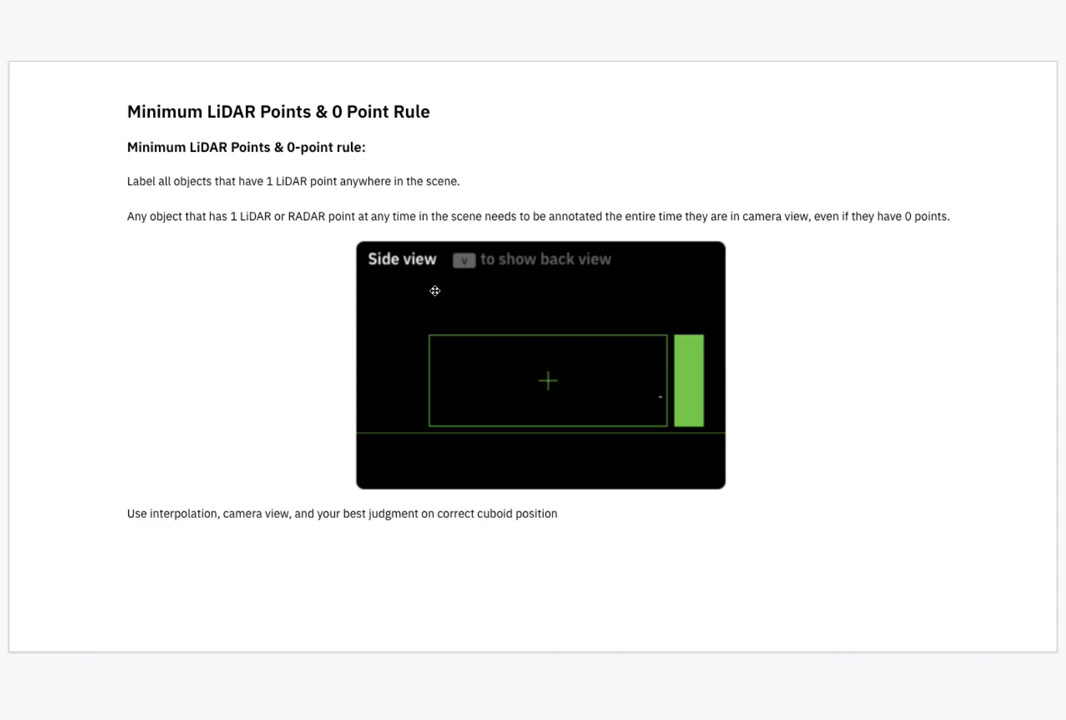 Minimum LiDAR Points & 0 Point Rule
Minimum LiDAR Points & 0-point rule:
Label all objects that have 1 LiDAR point anywhere in the scene.
Any object that has 1 LiDAR or RADAR point at any time in the scene needs to be annotated the entire time they are in camera view, even if they have 0 points.
Side view v to show back view
Use interpolation, camera view, and your best judgment on correct cuboid position